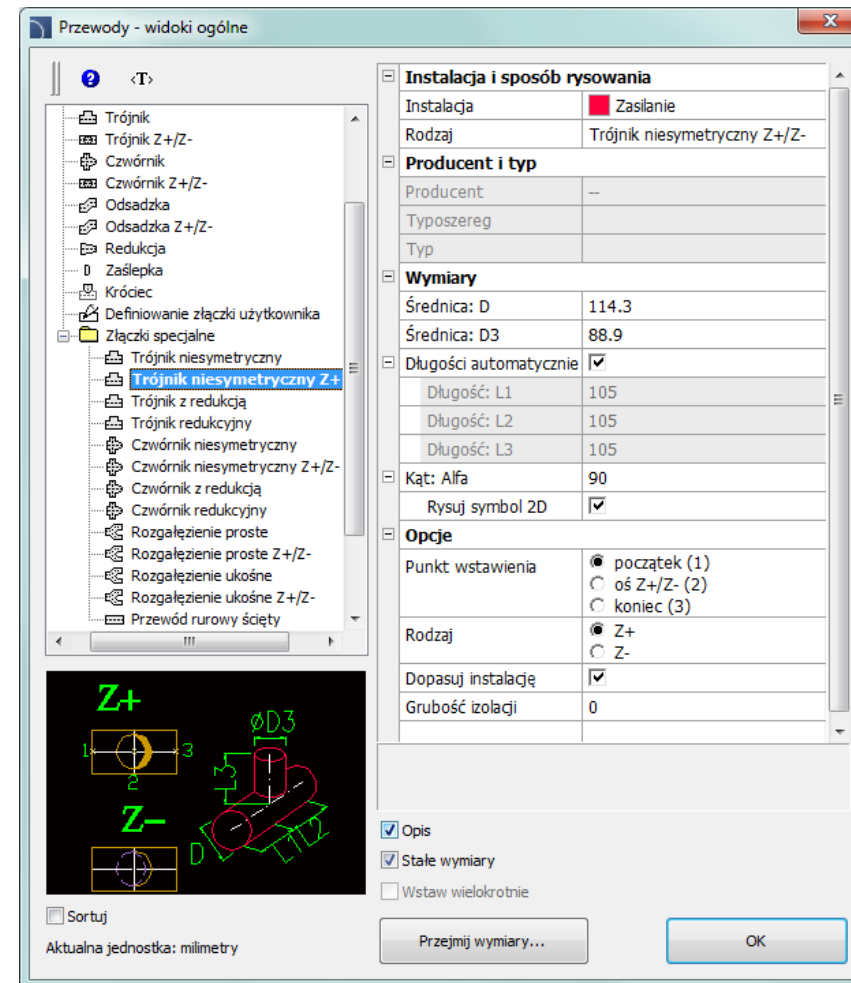 Przewody - widoki ogólne
x
? <T>
Trójnik
Trójnik Z+/Z-
Czwórnik
Czwórnik Z+/Z-
Odsadzka
Odsadzka Z+/Z-
Redukcja
Zaślepka
Króciec
Definiowanie złączki użytkownika
Złączki specjalne
Trójnik niesymetryczny
Trójnik niesymetryczny Z+
Trójnik z redukcją
Trójnik redukcyjny
Czwórnik niesymetryczny
Czwórnik niesymetryczny Z+/Z-
Czwórnik z redukcją
Czwórnik redukcyjny
Rozgałęzienie proste
Rozgałęzienie proste Z+/Z-
Rozgałęzienie ukośne
Rozgałęzienie ukośne Z+/Z-
Przewód rurowy ścięty
Z+
1 3
2
Z-
øD3
L3
D L1 L2
Sortuj
Aktualna jednostka: milimetry
Instalacja i sposób rysowania
Instalacja Zasilanie
Rodzaj Trójnik niesymetryczny Z+/Z-
Producent i typ
Producent --
Typoszereg
Typ
Wymiary
Średnica: D 114.3
Średnica: D3 88.9
Długości automatycznie
Długość: L1 105
Długość: L2 105
Długość: L3 105
Kąt: Alfa 90
Rysuj symbol 2D
Opcje
Punkt wstawienia początek (1)
oś Z+/Z- (2)
koniec (3)
Rodzaj Z+
Z-
Dopasuj instalację
Grubość izolacji 0
Opis
Stałe wymiary
Wstaw wielokrotnie
Przejmij wymiary... OK